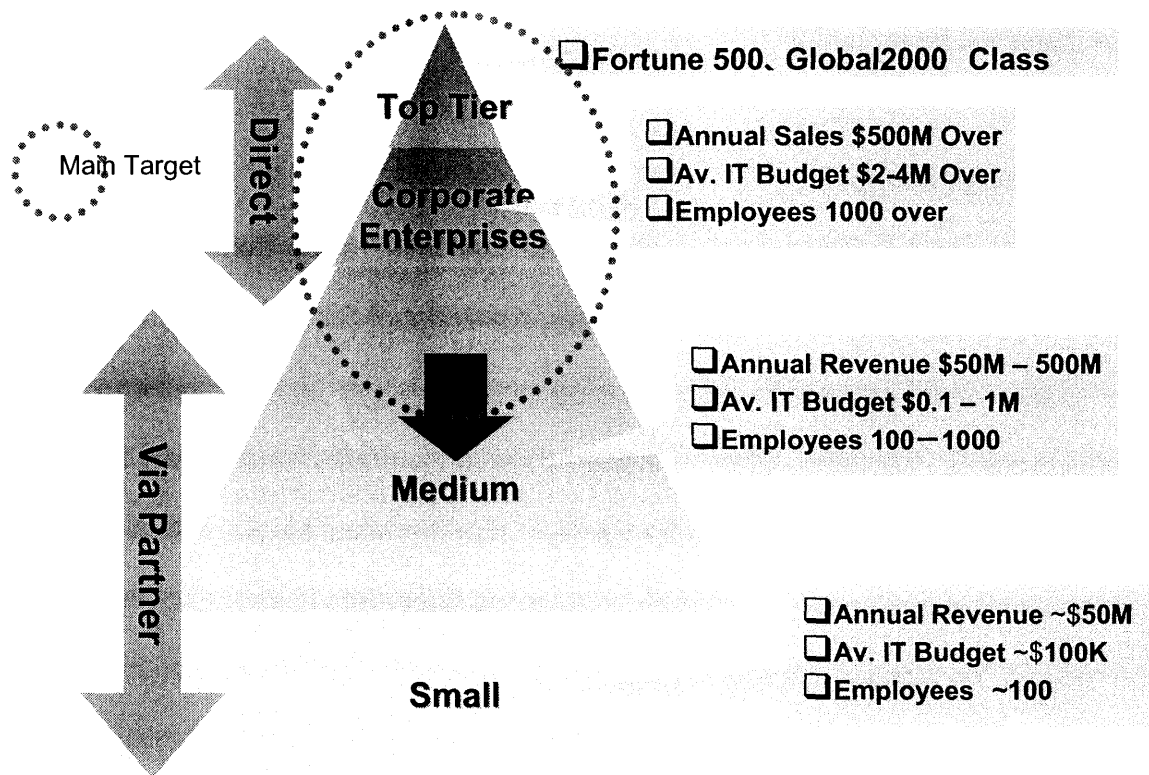 Fortune 500、Global2000 Class
Top Tier
Annual Sales $500M Over
Av. IT Budget $2-4M Over
Employees 1000 over
Main Target
Direct
Corporate
Enterprises
Annual Revenue $50M – 500M
Av. IT Budget $0.1 – 1M
Employees 100－1000
Medium
Via Partner
Annual Revenue ~$50M
Av. IT Budget ~$100K
Employees ~100
Small